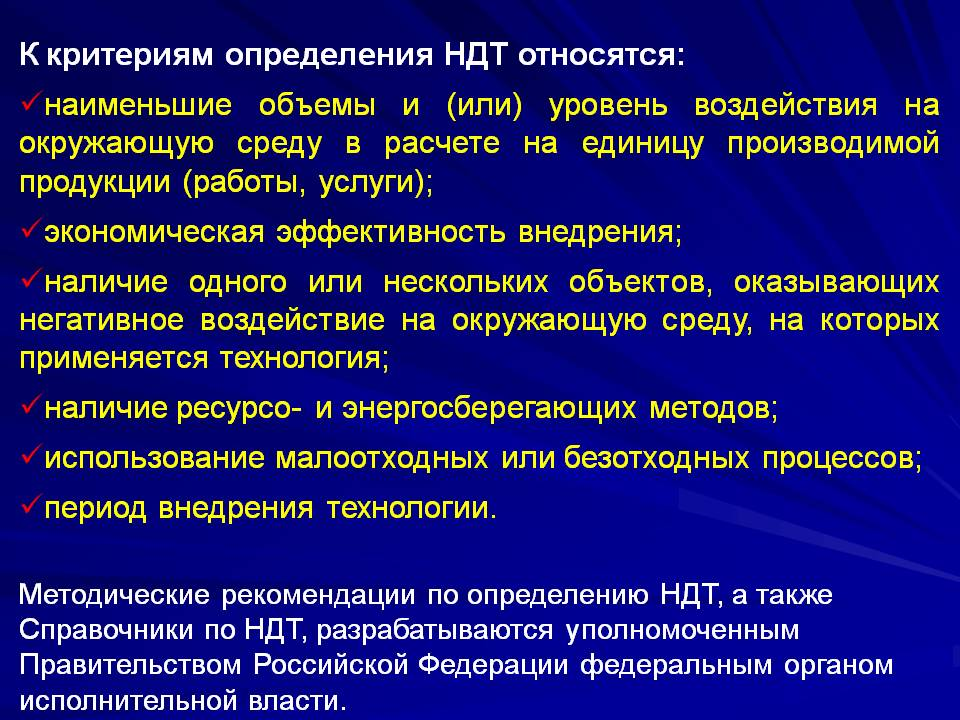 К критериям определения НДТ относятся:
✓наименьшие объемы и (или) уровень воздействия на
окружающую среду в расчете на единицу производимой
продукции (работы, услуги);
✓экономическая эффективность внедрения;
✓наличие одного или нескольких объектов, оказывающих
негативное воздействие на окружающую среду, на которых
применяется технология;
✓наличие ресурсо- и энергосберегающих методов;
✓использование малоотходных или безотходных процессов;
✓период внедрения технологии.
Методические рекомендации по определению НДТ, а также
Справочники по НДТ, разрабатываются уполномоченным
Правительством Российской Федерации федеральным органом
исполнительной власти.